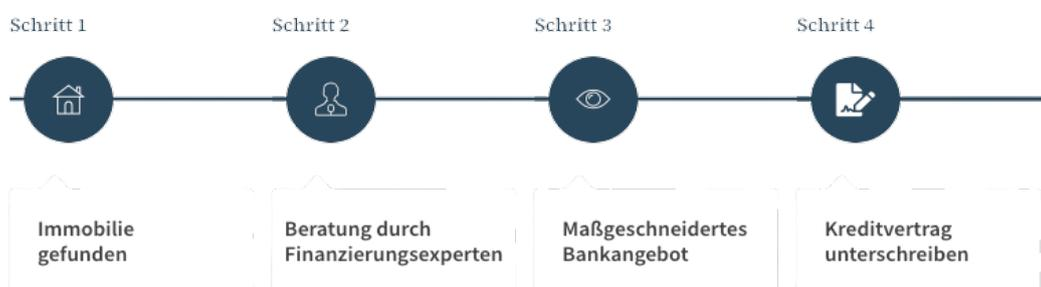 Schritt 1
Schritt 2
Schritt 3
Schritt 4
Immobilie
gefunden
Beratung durch
Finanzierungsexperten
Maßgeschneidertes
Bankangebot
Kreditvertrag
unterschreiben